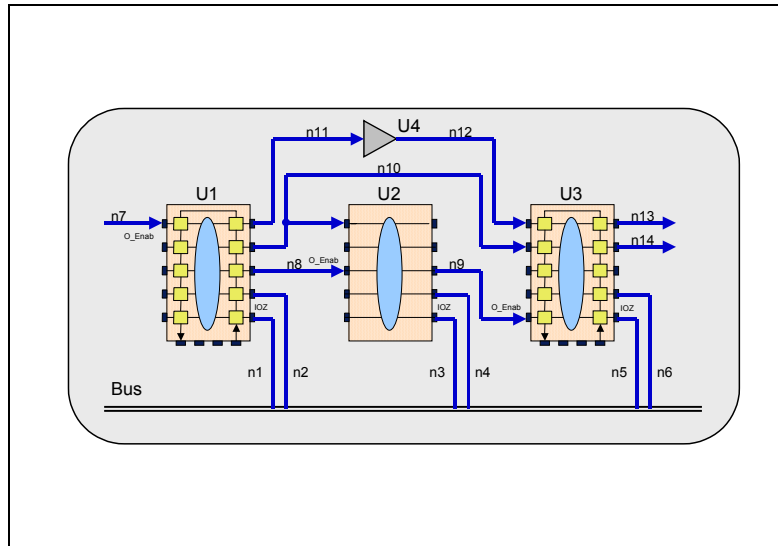 n11 U4 n12
n10
U1 U2 U3
n7 n13
O_Enab n14
n8 O_Enab n9
IOZ IOZ O_Enab IOZ
n1 n2 n3 n4 n5 n6
Bus